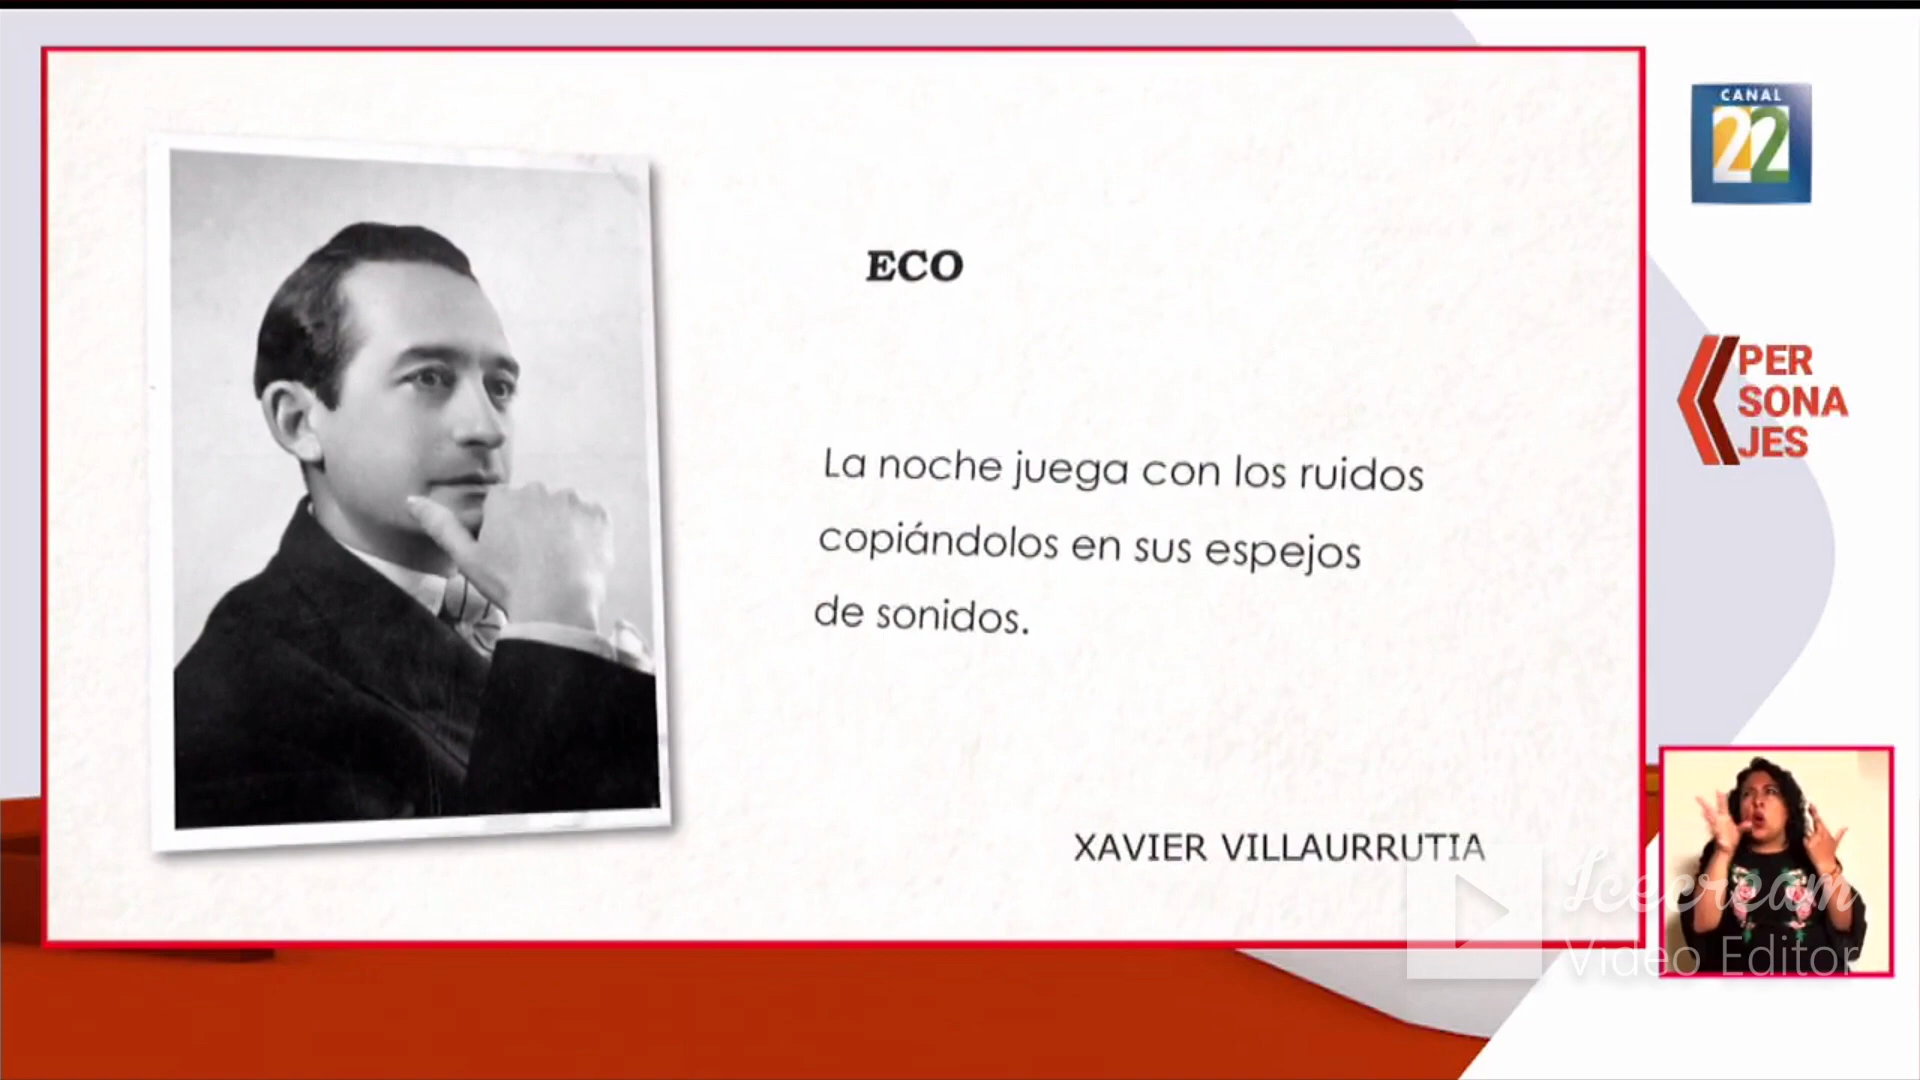 CANAL
22
ECO
PER
SONA
JES
La noche juega con los ruidos
copiándolos en sus espejos
de sonidos.
XAVIER VILLAURRUTIA
Icecream
Video Editor